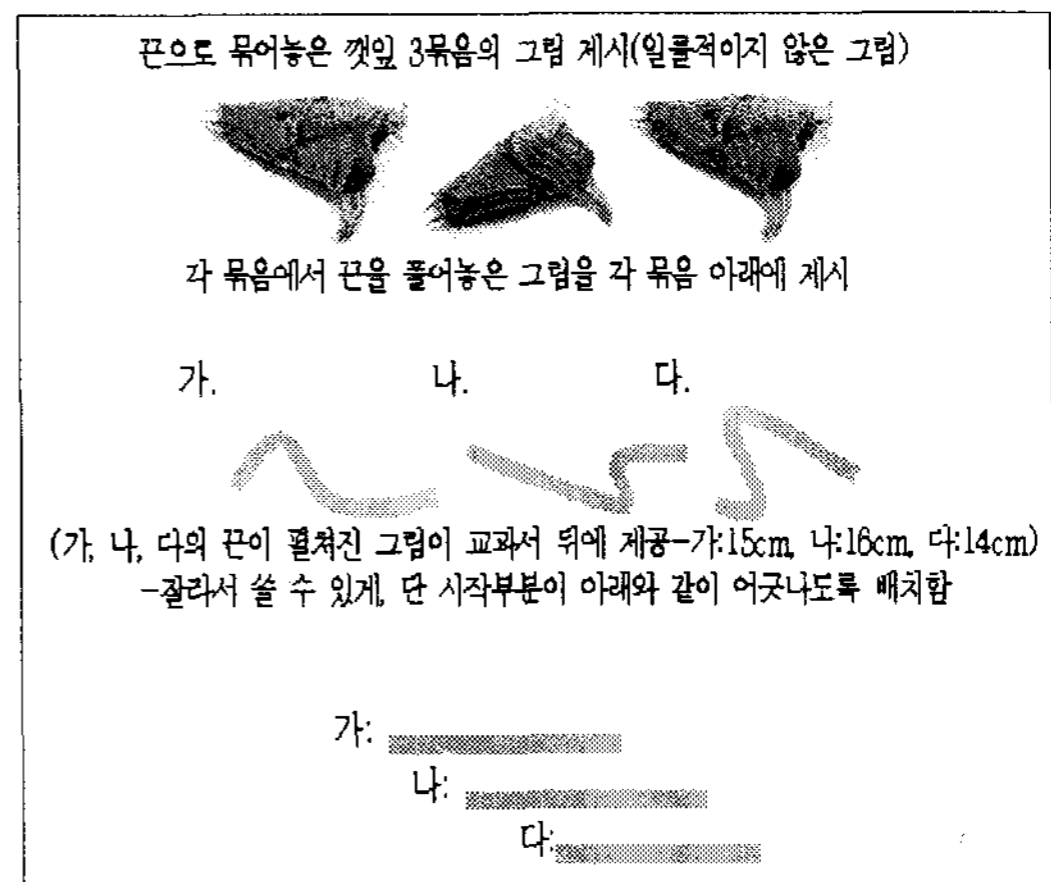 끈으로 묶어놓은 깻잎 3묶음의 그림 제시(일률적이지 않은 그림)
각 묶음에서 끈을 풀어놓은 그림을 각 묶음 아래에 제시
가. 나. 다.
(가, 나, 다의 끈이 펼쳐진 그림이 교과서 뒤에 제공-가:15cm, 나:16cm, 다:14cm)
-잘라서 쓸 수 있게, 단 시작부분이 아래와 같이 어긋나도록 배치함
가:
나:
다: